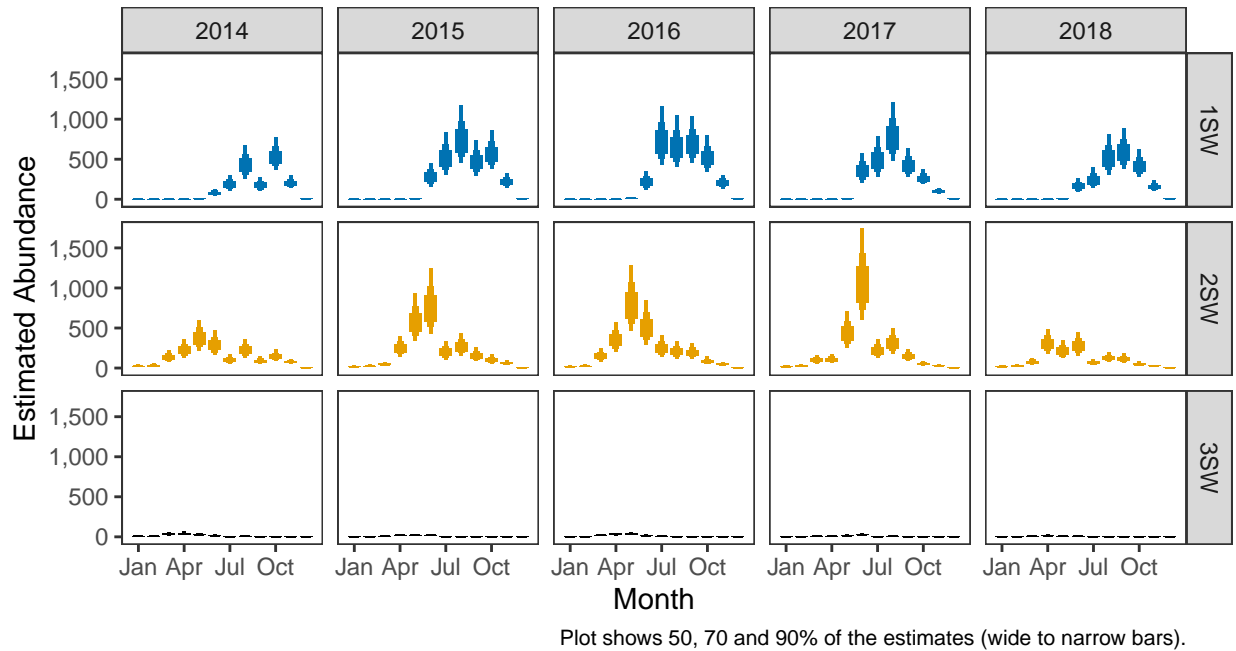 2014 2015 2016 2017 2018
1,500
1,000
500
0
1SW
1,500
1,000
500
0
2SW
1,500
1,000
500
0
3SW
Estimated Abundance
Jan Apr Jul Oct Jan Apr Jul Oct Jan Apr Jul Oct Jan Apr Jul Oct Jan Apr Jul Oct
Month
Plot shows 50, 70 and 90% of the estimates (wide to narrow bars).